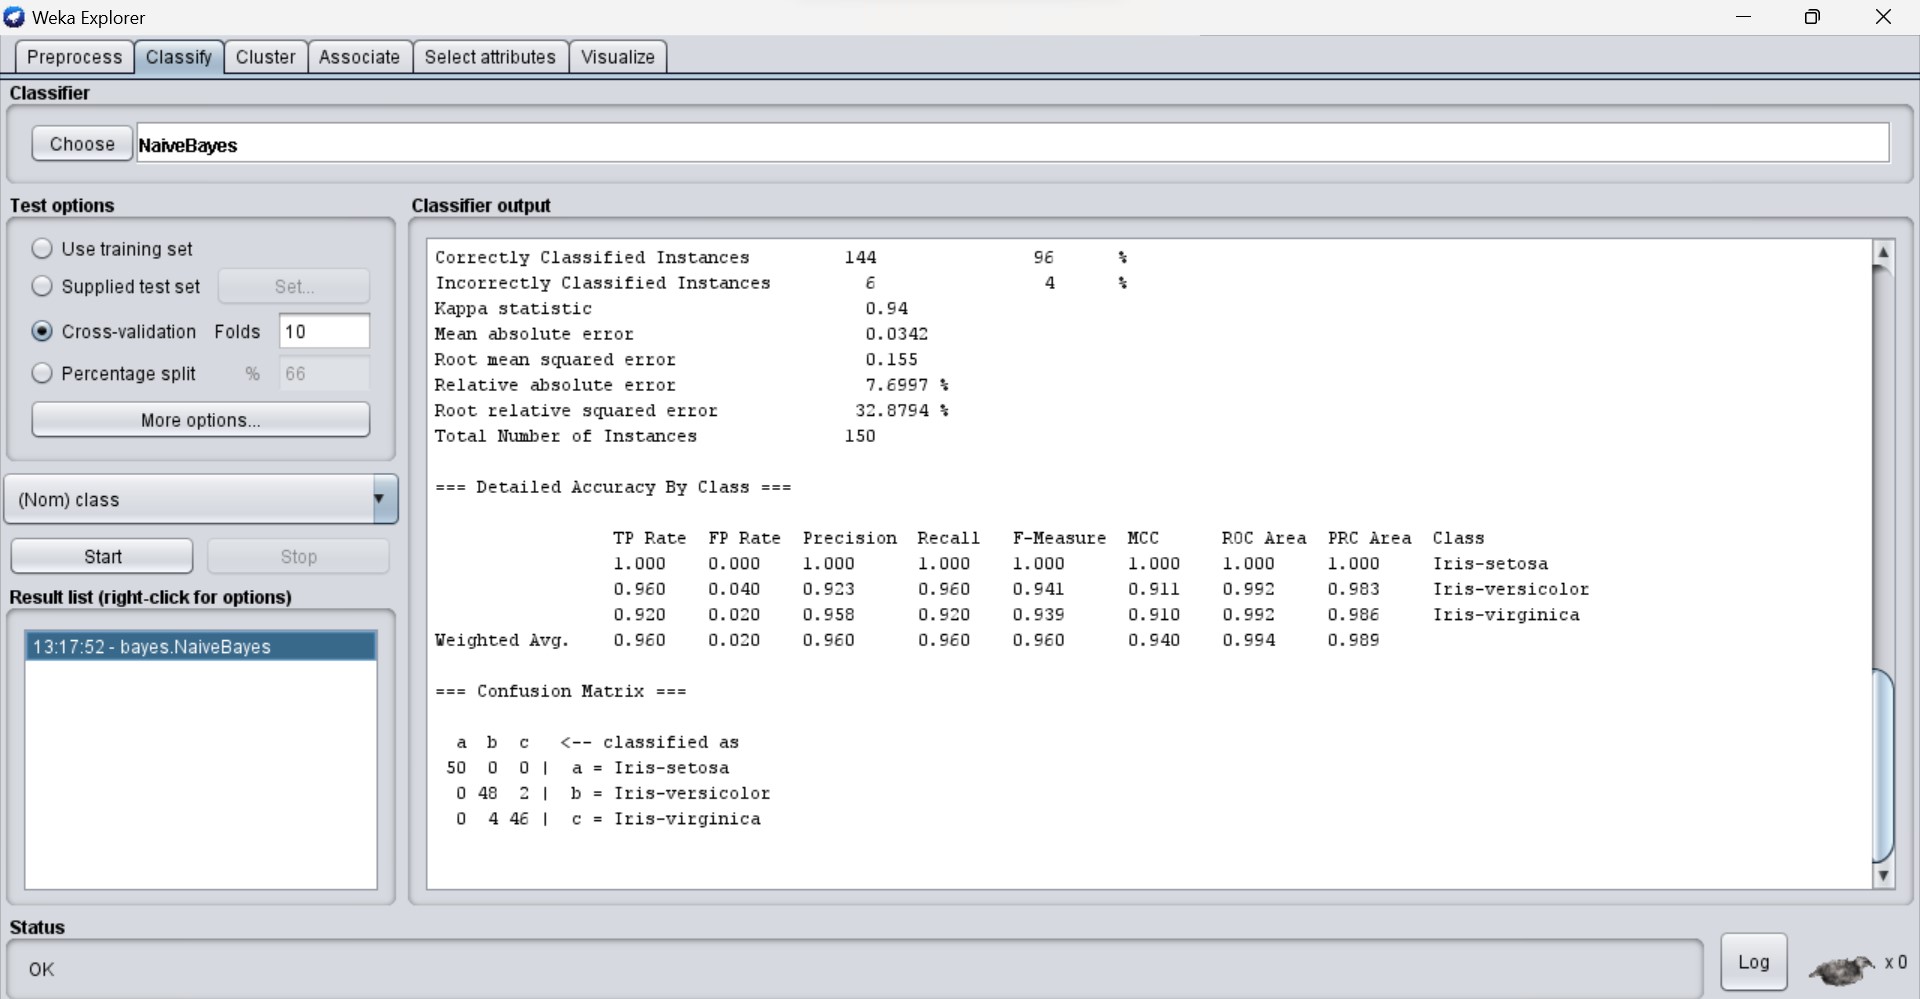 Weka Explorer
Preprocess Classify Cluster Associate Select attributes Visualize
Classifier
Choose NaiveBayes
Test options
Use training set
Supplied test set Set...
Cross-validation Folds 10
Percentage split % 66
More options...
(Nom) class
Start Stop
Result list (right-click for options)
13:17:52 - bayes.NaiveBayes
Classifier output
Correctly Classified Instances 144 96 %
Incorrectly Classified Instances 6 4 %
Kappa statistic 0.94
Mean absolute error 0.0342
Root mean squared error 0.155
Relative absolute error 7.6997 %
Root relative squared error 32.8794 %
Total Number of Instances 150
=== Detailed Accuracy By Class ===
TP Rate FP Rate Precision Recall F-Measure MCC ROC Area PRC Area Class
1.000 0.000 1.000 1.000 1.000 1.000 1.000 1.000 Iris-setosa
0.960 0.040 0.923 0.960 0.941 0.911 0.992 0.983 Iris-versicolor
0.920 0.020 0.958 0.920 0.939 0.910 0.992 0.986 Iris-virginica
Weighted Avg. 0.960 0.020 0.960 0.960 0.960 0.940 0.994 0.989
=== Confusion Matrix ===
a b c <-- classified as
50 0 0 | a = Iris-setosa
0 48 2 | b = Iris-versicolor
0 4 46 | c = Iris-virginica
Status
OK
Log x 0